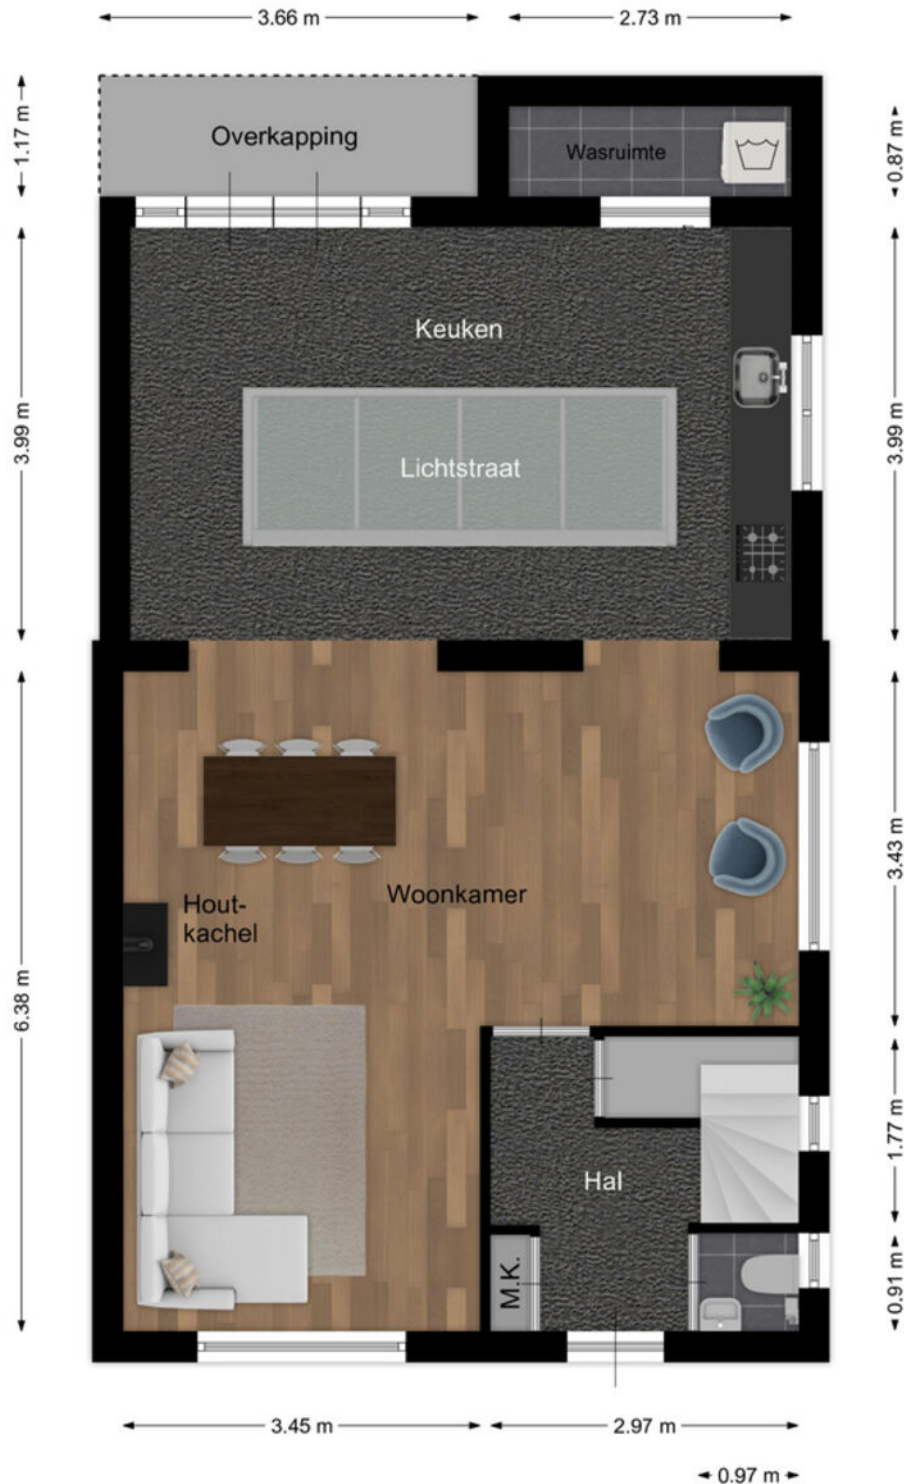 3.66 m
2.73 m
1.17 m
Overkapping
Wasruimte
0.87 m
Keuken
3.99 m
3.99 m
Lichtstraat
3.43 m
Woonkamer
Hout-
kachel
6.38 m
1.77 m
Hal
M.K.
0.91 m
3.45 m
2.97 m
0.97 m